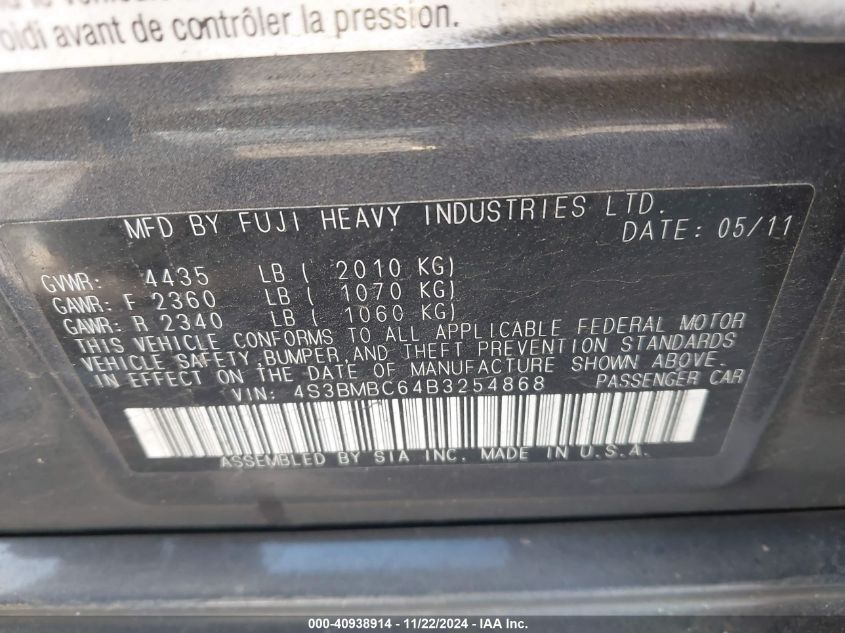 avant de contrôler la pression.
MFD BY FUJI HEAVY INDUSTRIES LTD.
DATE: 05/11
GVWR: 4435 LB ( 2010 KG)
GAWR: F 2360 LB ( 1070 KG)
GAWR: R 2340 LB ( 1060 KG)
THIS VEHICLE CONFORMS TO ALL APPLICABLE FEDERAL MOTOR
VEHICLE SAFETY, BUMPER, AND THEFT PREVENTION STANDARDS
IN EFFECT ON THE DATE OF MANUFACTURE SHOWN ABOVE.
VIN: 4S3BMBC64B3254868 PASSENGER CAR
ASSEMBLED BY SIA INC. MADE IN U.S.A.
000-40938914 - 11/22/2024 - IAA Inc.